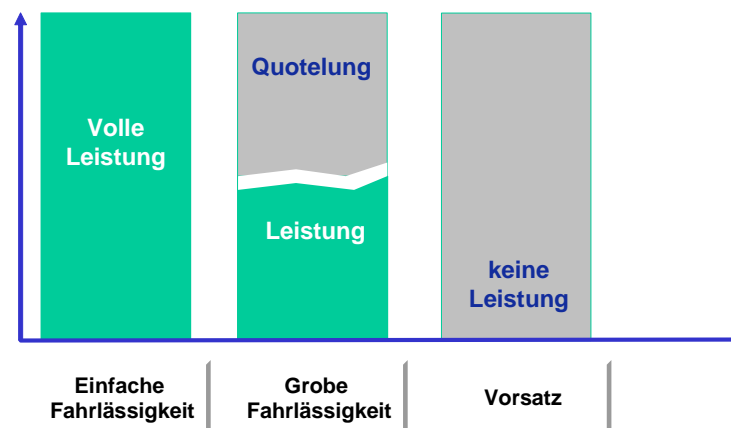 Volle
Leistung
Quotelung
Leistung
keine
Leistung
Einfache
Fahrlässigkeit
Grobe
Fahrlässigkeit
Vorsatz